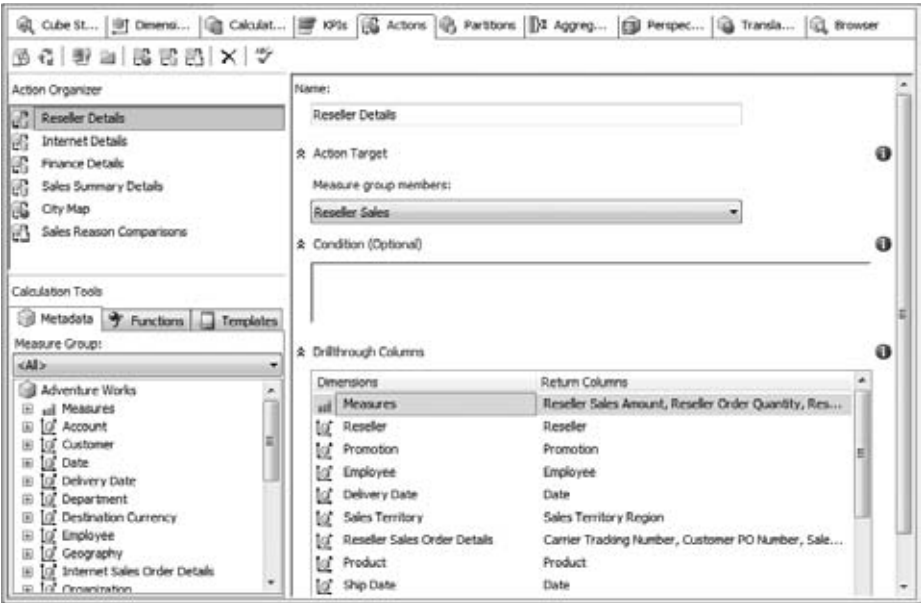 Cube St... Dimensi... Calculat... KPIs Actions Partitions Aggreg... Perspec... Transla... Browser
Action Organizer
Reseller Details
Internet Details
Finance Details
Sales Summary Details
City Map
Sales Reason Comparisons
Calculation Tools
Metadata Functions Templates
Measure Group:
<All>
Adventure Works
Measures
Account
Customer
Date
Delivery Date
Department
Destination Currency
Employee
Geography
Internet Sales Order Details
Organization
Name:
Reseller Details
Action Target
Measure group members:
Reseller Sales
Condition (Optional)
Drillthrough Columns
Dimensions Return Columns
Measures Reseller Sales Amount, Reseller Order Quantity, Res...
Reseller Reseller
Promotion Promotion
Employee Employee
Delivery Date Date
Sales Territory Sales Territory Region
Reseller Sales Order Details Carrier Tracking Number, Customer PO Number, Sale...
Product Product
Ship Date Date